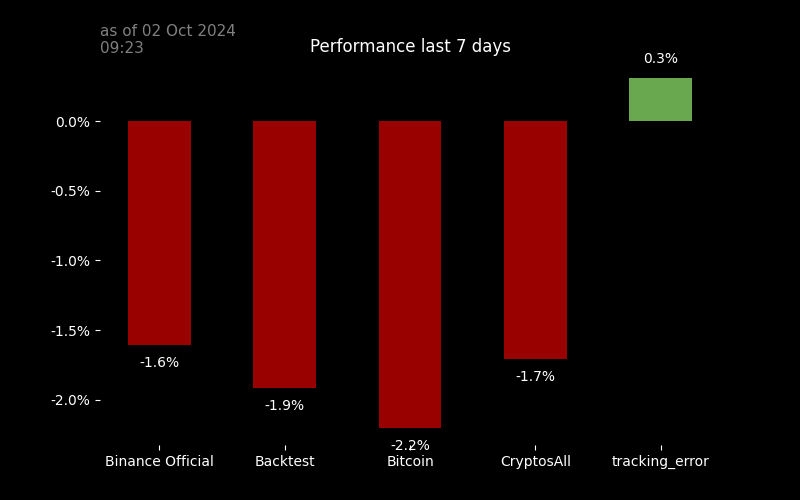 as of 02 Oct 2024
09:23
Performance last 7 days
0.3%
0.0%
-0.5%
-1.0%
-1.5%
-2.0%
-1.6%
-1.9%
-2.2%
-1.7%
Binance Official
Backtest
Bitcoin
CryptosAll
tracking_error